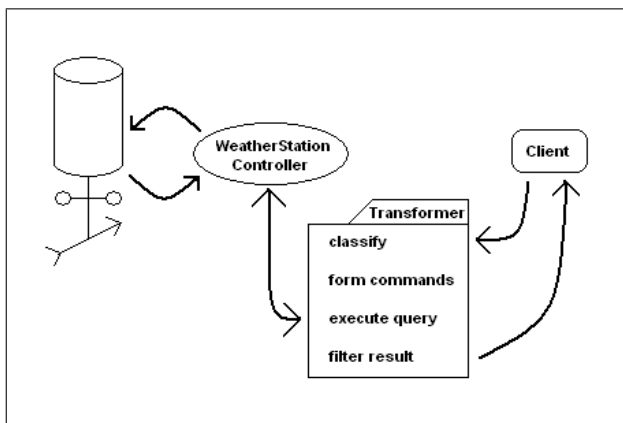 WeatherStation
Controller
Client
Transformer
classify
form commands
execute query
filter result